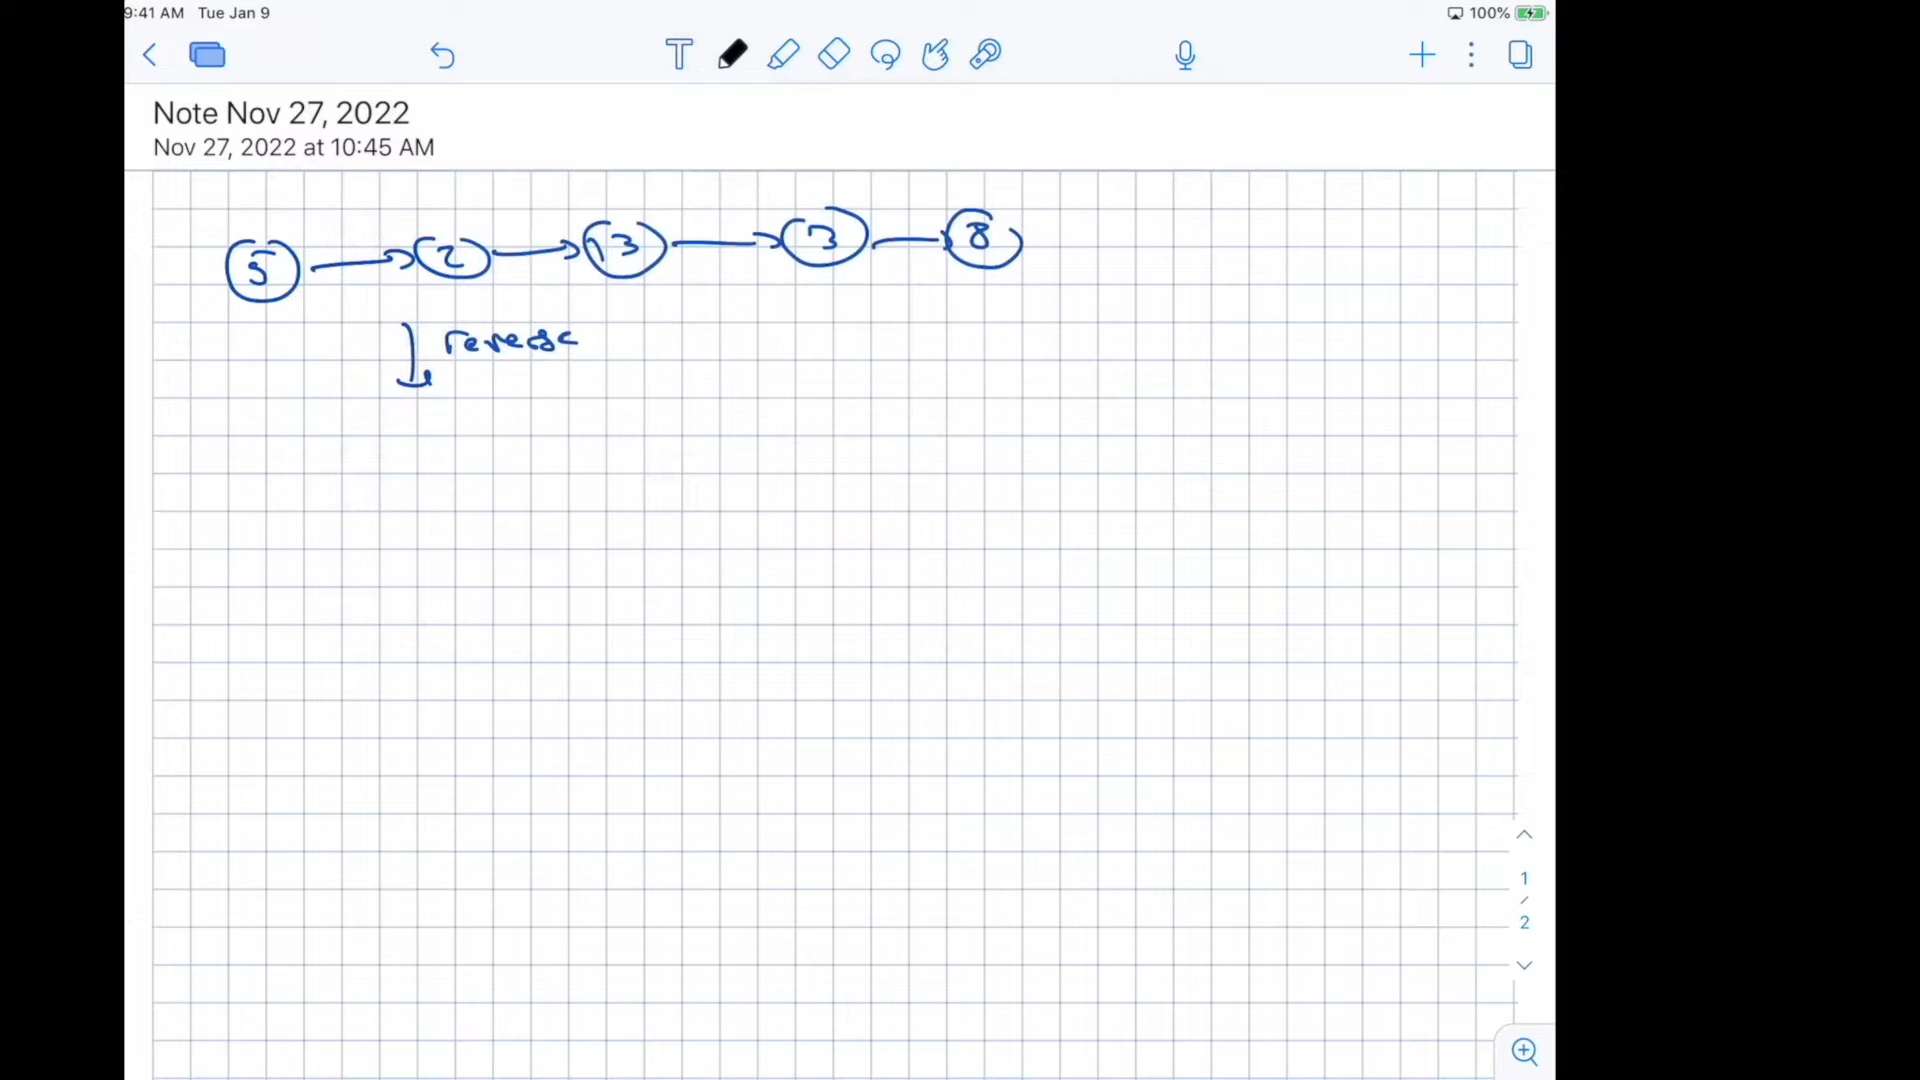 9:41 AM Tue Jan 9 100%
Note Nov 27, 2022
Nov 27, 2022 at 10:45 AM
5 → 2 → 13 → 3 → 8
reverse
1
/
2